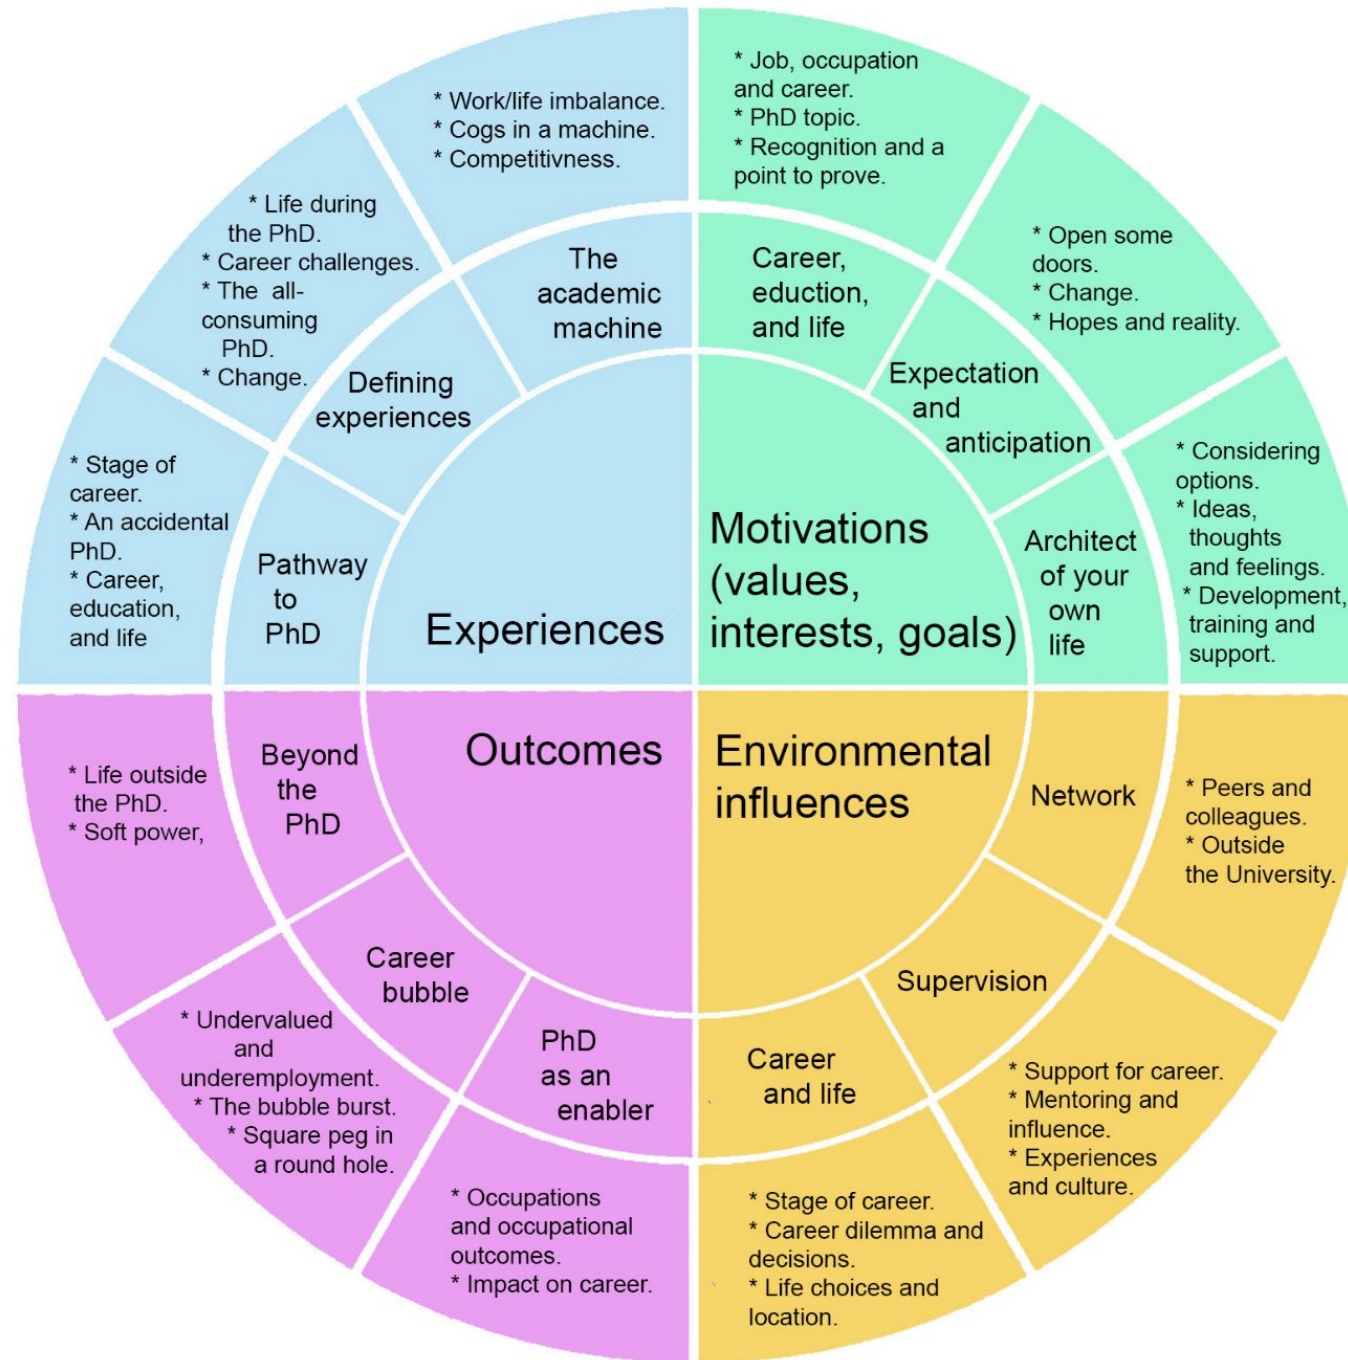 * Work/life imbalance.
* Cogs in a machine.
* Competitivness.
* Job, occupation
and career.
* PhD topic.
* Recognition and a
point to prove.
* Life during
the PhD.
* Career challenges.
* The all-
consuming
PhD.
* Change.
* Open some
doors.
* Change.
* Hopes and reality.
The
academic
machine
Career,
eduction,
and life
Defining
experiences
Expectation
and
anticipation
* Stage of
career.
* An accidental
PhD.
* Career,
education,
and life
Pathway
to
PhD
Experiences
Motivations
(values,
interests, goals)
Architect
of your
own
life
* Considering
options.
* Ideas,
thoughts
and feelings.
* Development,
training and
support.
* Life outside
the PhD.
* Soft power,
Beyond
the
PhD
Outcomes
Environmental
influences
Network
* Peers and
colleagues.
* Outside
the University.
Career
bubble
Supervision
* Undervalued
and
underemployment.
* The bubble burst.
* Square peg in
a round hole.
PhD
as an
enabler
Career
and life
* Support for career.
* Mentoring and
influence.
* Experiences
and culture.
* Occupations
and occupational
outcomes.
* Impact on career.
* Stage of career.
* Career dilemma and
decisions.
* Life choices and
location.